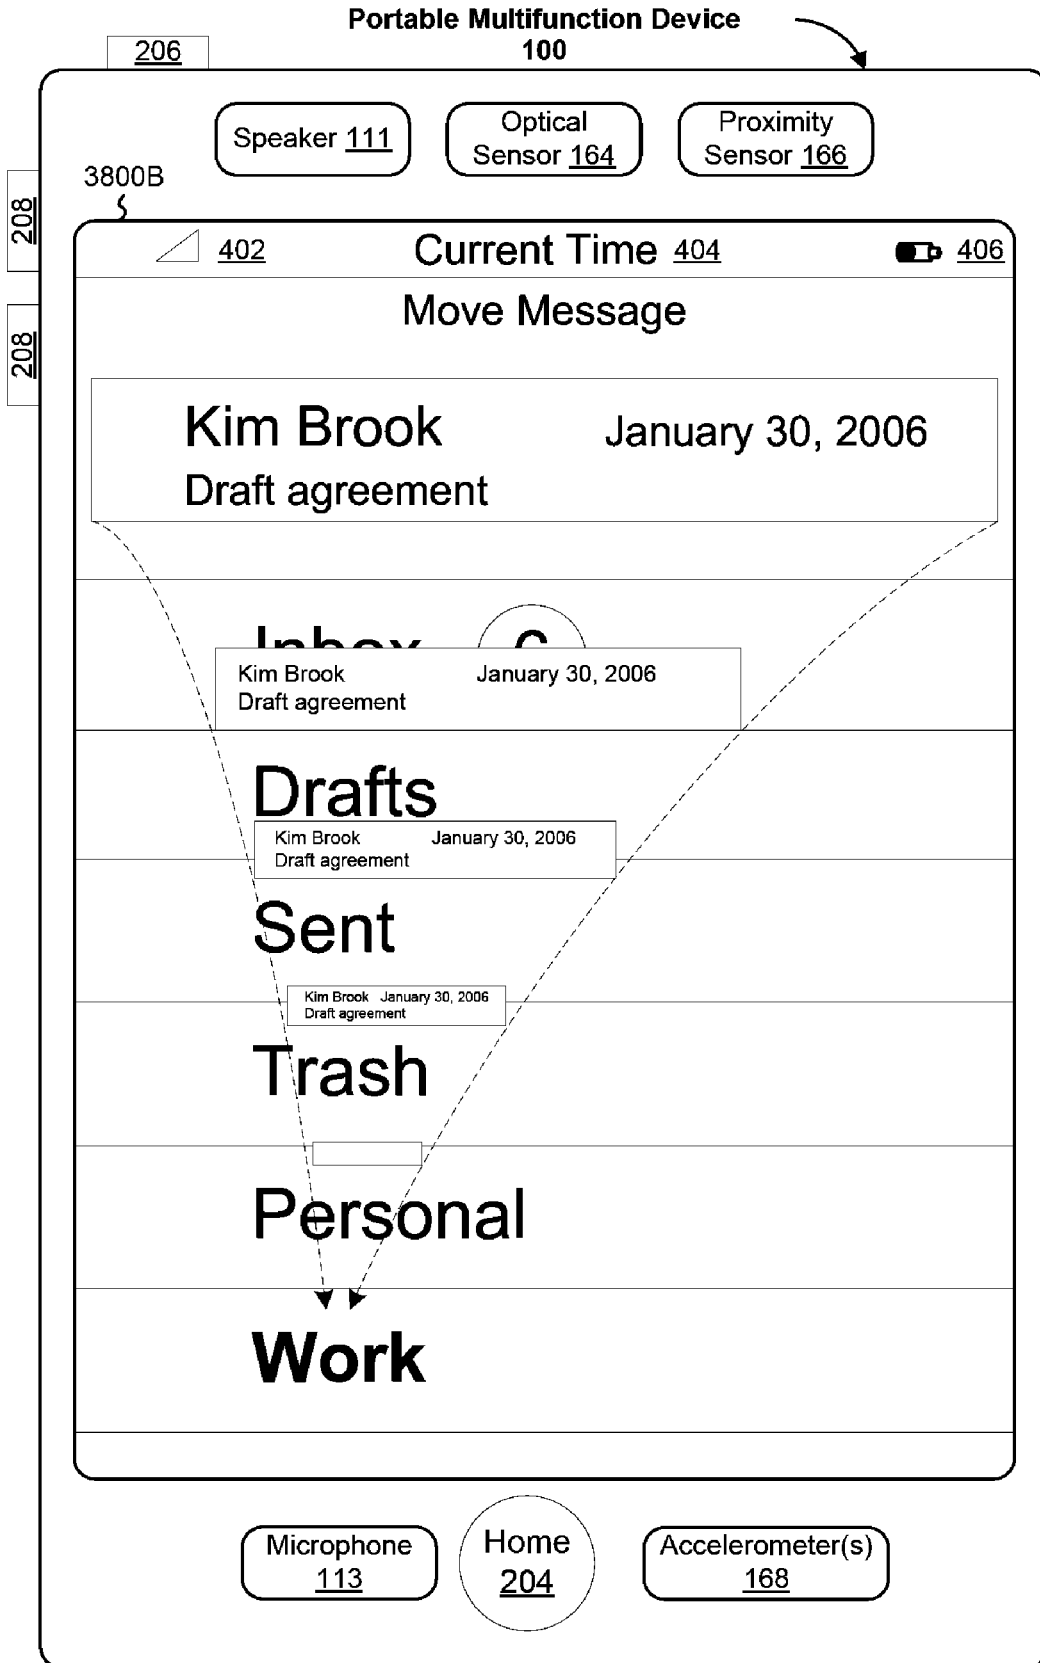 Portable Multifunction Device
100
206
Speaker 111
Optical
Sensor 164
Proximity
Sensor 166
3800B
208
208
402
Current Time 404
406
Move Message
Kim Brook January 30, 2006
Draft agreement
Inbox
Kim Brook January 30, 2006
Draft agreement
Drafts
Kim Brook January 30, 2006
Draft agreement
Sent
Kim Brook January 30, 2006
Draft agreement
Trash
Personal
Work
Microphone
113
Home
204
Accelerometer(s)
168